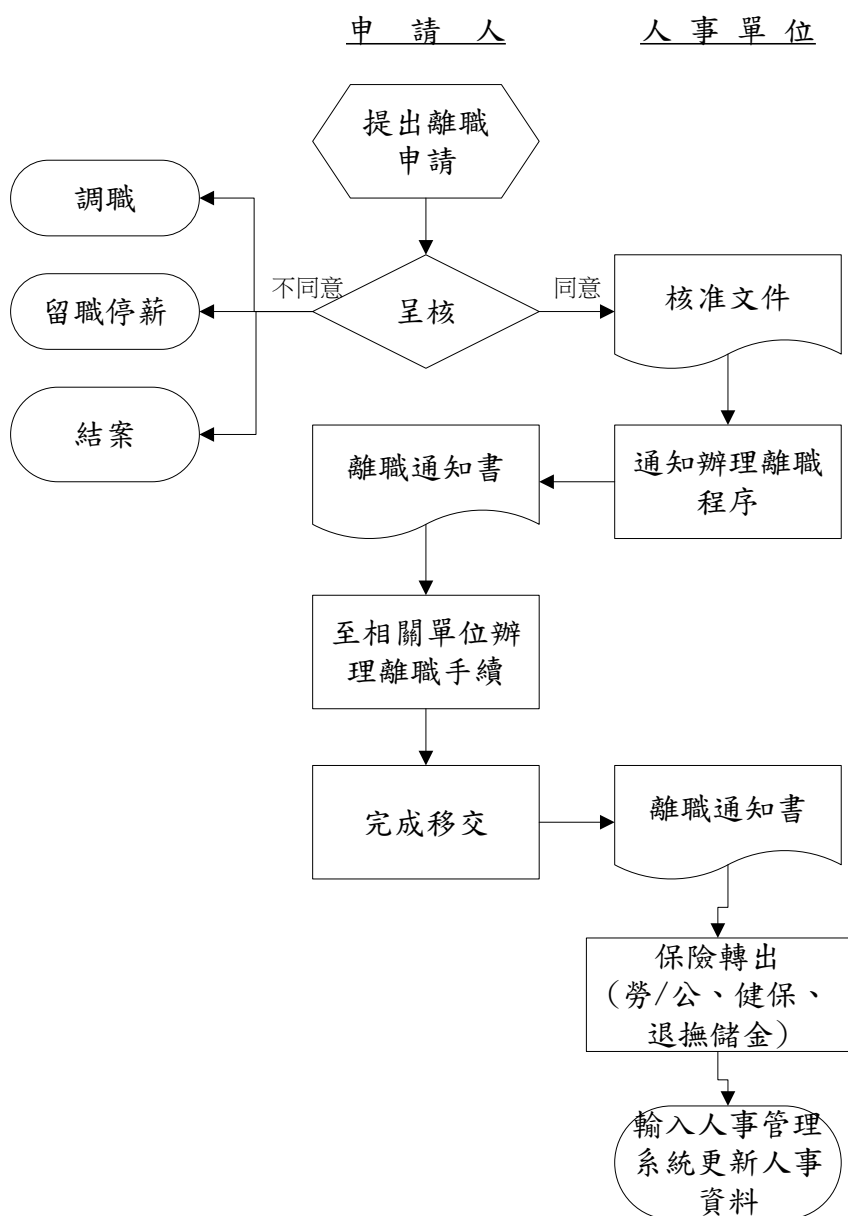 申請人
人事單位
提出離職
申請
調職
不同意
同意
留職停薪
呈核
核准文件
結案
離職通知書
通知辦理離職
程序
至相關單位辦
理離職手續
完成移交
離職通知書
保險轉出
(勞/公、健保、
退撫儲金)
輸入人事管理
系統更新人事
資料